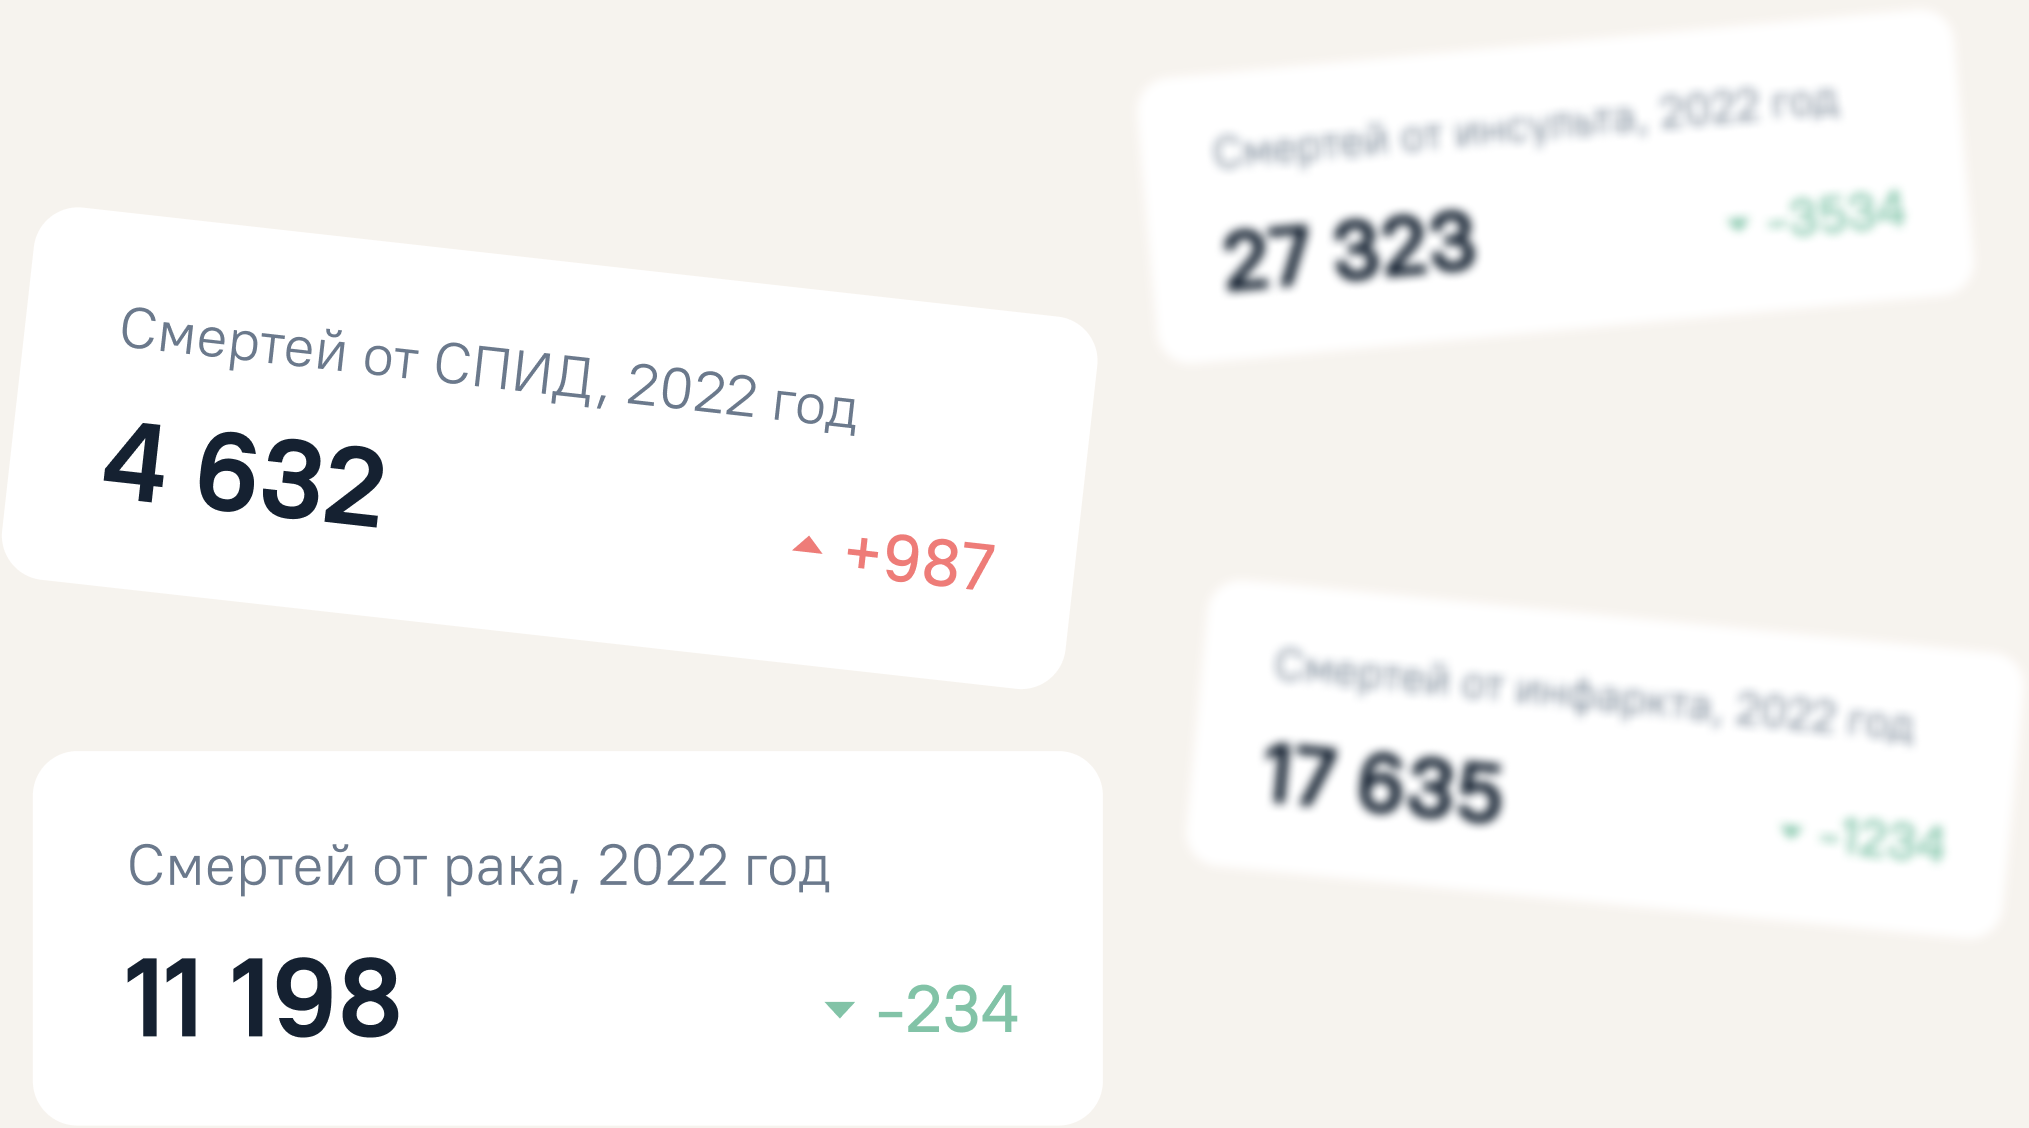 Смертей от СПИД, 2022 год
4 632
+987
Смертей от рака, 2022 год
11 198
-234
Смертей от инсульта, 2022 год
27 323
-3534
Смертей от инфаркта, 2022 год
17 635
-1234